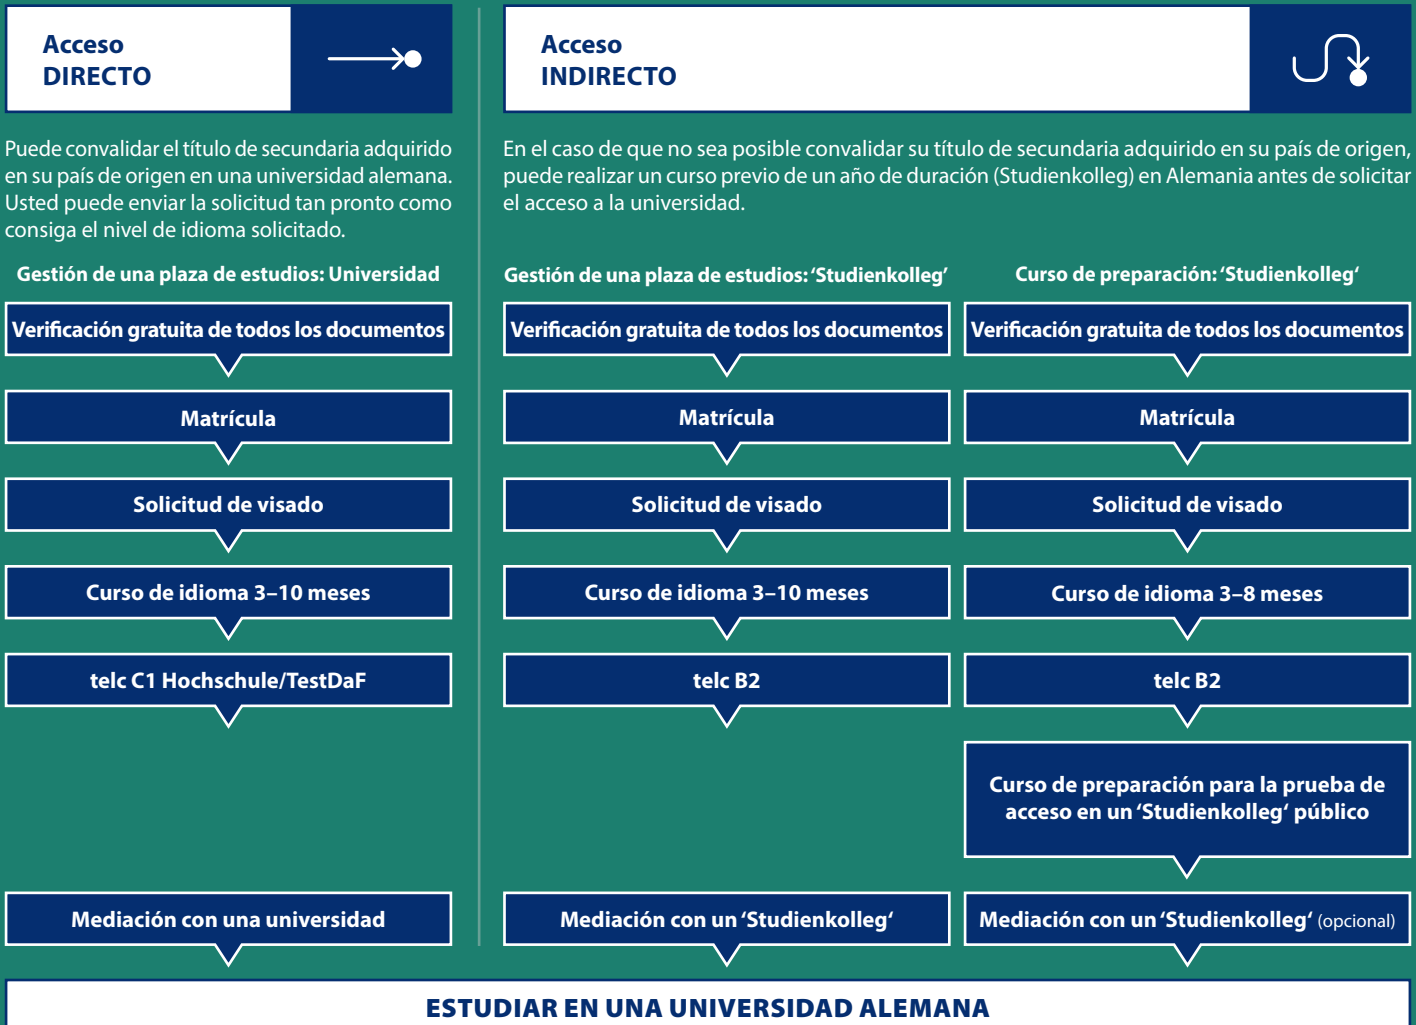 Acceso
DIRECTO
Puede convalidar el título de secundaria adquirido
en su país de origen en una universidad alemana.
Usted puede enviar la solicitud tan pronto como
consiga el nivel de idioma solicitado.
Gestión de una plaza de estudios: Universidad
Verificación gratuita de todos los documentos
Matrícula
Solicitud de visado
Curso de idioma 3–10 meses
telc C1 Hochschule/TestDaF
Mediación con una universidad
Acceso
INDIRECTO
En el caso de que no sea posible convalidar su título de secundaria adquirido en su país de origen,
puede realizar un curso previo de un año de duración (Studienkolleg) en Alemania antes de solicitar
el acceso a la universidad.
Gestión de una plaza de estudios: ‘Studienkolleg’
Verificación gratuita de todos los documentos
Matrícula
Solicitud de visado
Curso de idioma 3–10 meses
telc B2
Mediación con un ‘Studienkolleg‘
Curso de preparación: ‘Studienkolleg‘
Verificación gratuita de todos los documentos
Matrícula
Solicitud de visado
Curso de idioma 3–8 meses
telc B2
Curso de preparación para la prueba de
acceso en un ‘Studienkolleg‘ público
Mediación con un ‘Studienkolleg‘ (opcional)
ESTUDIAR EN UNA UNIVERSIDAD ALEMANA